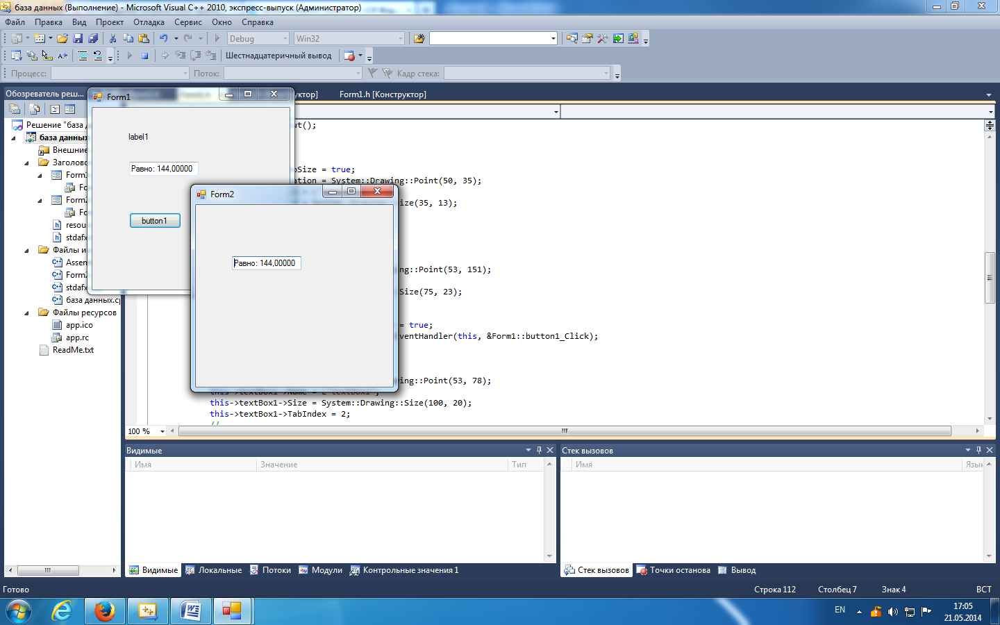 база данных (Выполнение) - Microsoft Visual C++ 2010, экспресс-выпуск (Администратор)
Файл Правка Вид Проект Отладка Сервис Окно Справка
Debug Win32
Шестнадцатеричный вывод
Процесс: Поток: Кадр стека:
Обозреватель реш...
Form1.h [Конструктор]
Решение "база
база данных
Внешние
Заголово
Form
Fo
Form
Fo
resou
stdafx
Файлы и
Assen
Form2
stdafx
база данных.cp
Файлы ресурсов
app.ico
app.rc
ReadMe.txt
Form1
label1
Равно: 144,00000
button1
Form2
Равно: 144,00000
ut();
oSize = true;
ation = System::Drawing::Point(50, 35);
ize(35, 13);
ng::Point(53, 151);
Size(75, 23);
= true;
ventHandler(this, &Form1::button1_Click);
ing::Point(53, 78);
this->textBox1->Size = System::Drawing::Size(100, 20);
this->textBox1->TabIndex = 2;
//
100 %
Видимые
Имя Значение Тип
Видимые Локальные Потоки Модули Контрольные значения 1
Стек вызовов
Имя Язык
Стек вызовов Точки останова Вывод
Готово Строка 112 Столбец 7 Знак 4 ВСТ
EN
17:05
21.05.2014